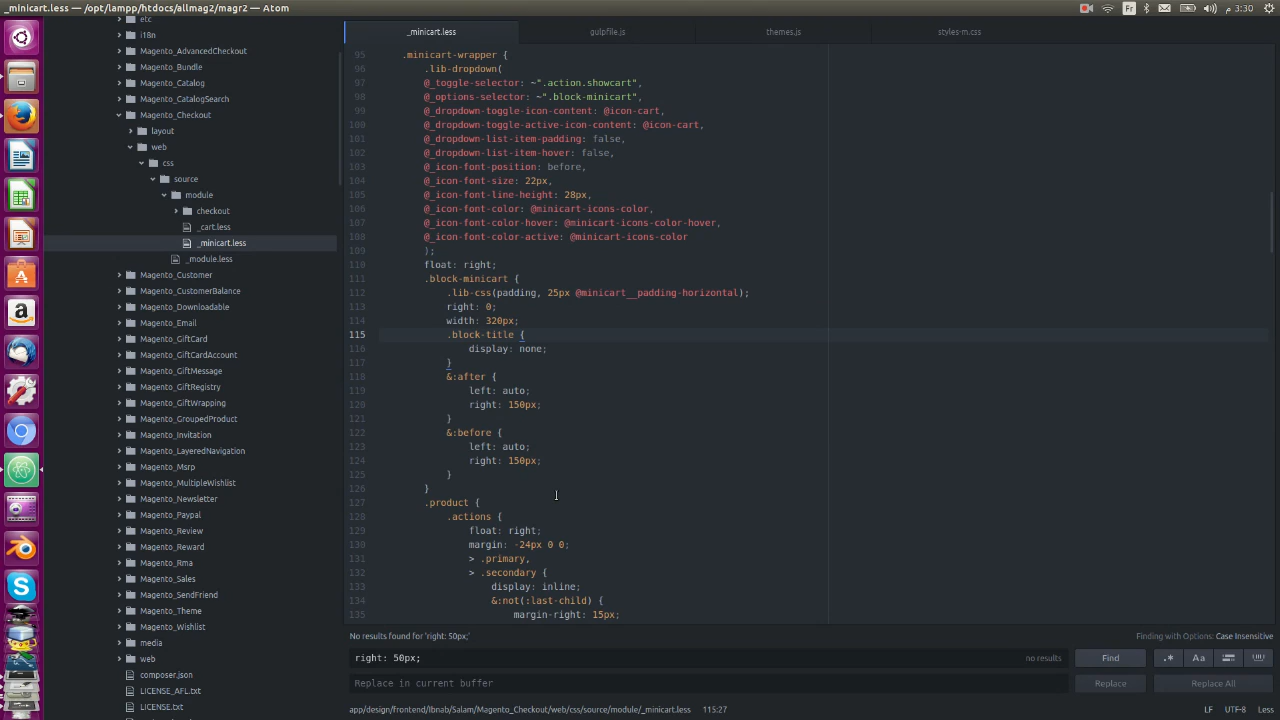 _minicart.less — /opt/lampp/htdocs/allmag2/magr2 — Atom
Fr
3:30
etc
i18n
Magento_AdvancedCheckout
Magento_Bundle
Magento_Catalog
Magento_CatalogSearch
Magento_Checkout
layout
web
css
source
module
checkout
_cart.less
_minicart.less
_module.less
Magento_Customer
Magento_CustomerBalance
Magento_Downloadable
Magento_Email
Magento_GiftCard
Magento_GiftCardAccount
Magento_GiftMessage
Magento_GiftRegistry
Magento_GiftWrapping
Magento_GroupedProduct
Magento_Invitation
Magento_LayeredNavigation
Magento_Msrp
Magento_MultipleWishlist
Magento_Newsletter
Magento_Paypal
Magento_Review
Magento_Reward
Magento_Rma
Magento_Sales
Magento_SendFriend
Magento_Theme
Magento_Wishlist
media
web
composer.json
LICENSE_AFL.txt
LICENSE.txt
_minicart.less
gulpfile.js
themes.js
styles-m.css
95 .minicart-wrapper {
96 .lib-dropdown(
97 @_toggle-selector: ~".action.showcart",
98 @_options-selector: ~".block-minicart",
99 @_dropdown-toggle-icon-content: @icon-cart,
100 @_dropdown-toggle-active-icon-content: @icon-cart,
101 @_dropdown-list-item-padding: false,
102 @_dropdown-list-item-hover: false,
103 @_icon-font-position: before,
104 @_icon-font-size: 22px,
105 @_icon-font-line-height: 28px,
106 @_icon-font-color: @minicart-icons-color,
107 @_icon-font-color-hover: @minicart-icons-color-hover,
108 @_icon-font-color-active: @minicart-icons-color
109 );
110 float: right;
111 .block-minicart {
112 .lib-css(padding, 25px @minicart__padding-horizontal);
113 right: 0;
114 width: 320px;
115 .block-title {
116 display: none;
117 }
118 &:after {
119 left: auto;
120 right: 150px;
121 }
122 &:before {
123 left: auto;
124 right: 150px;
125 }
126 }
127 .product {
128 .actions {
129 float: right;
130 margin: -24px 0 0;
131 > .primary,
132 > .secondary {
133 display: inline;
134 &:not(:last-child) {
135 margin-right: 15px;
No results found for 'right: 50px;'
Finding with Options: Case Insensitive
right: 50px;
no results
Find
.*
Aa
Replace in current buffer
Replace
Replace All
app/design/frontend/Ibnab/Salam/Magento_Checkout/web/css/source/module/_minicart.less 115:27
LF UTF-8 Less